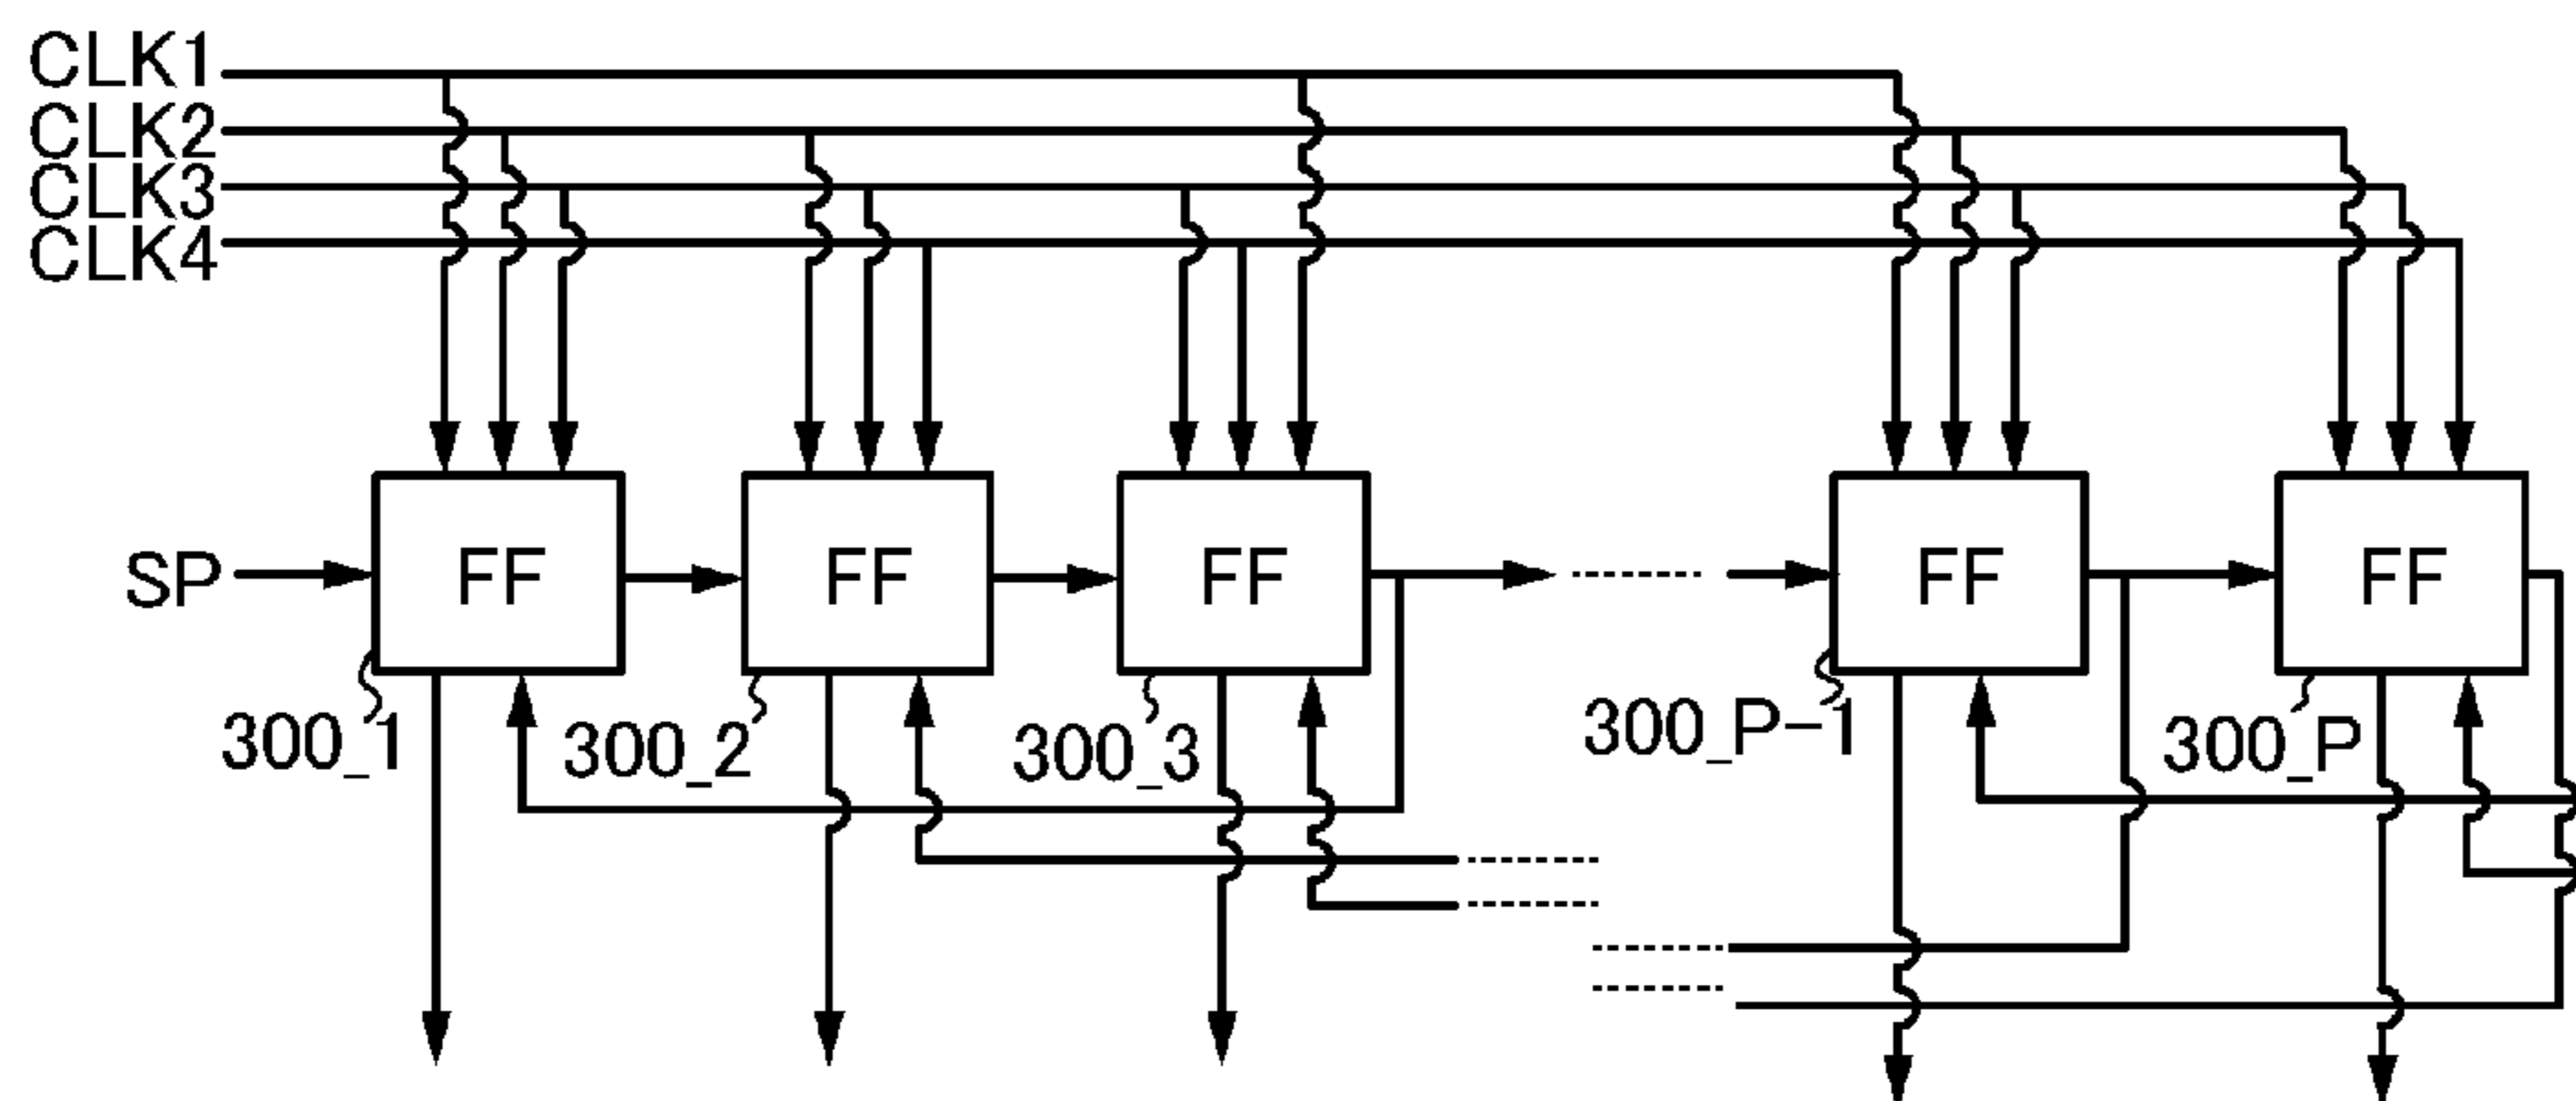 CLK1
CLK2
CLK3
CLK4
SP
FF
FF
FF
FF
FF
300_1
300_2
300_3
300_P-1
300_P